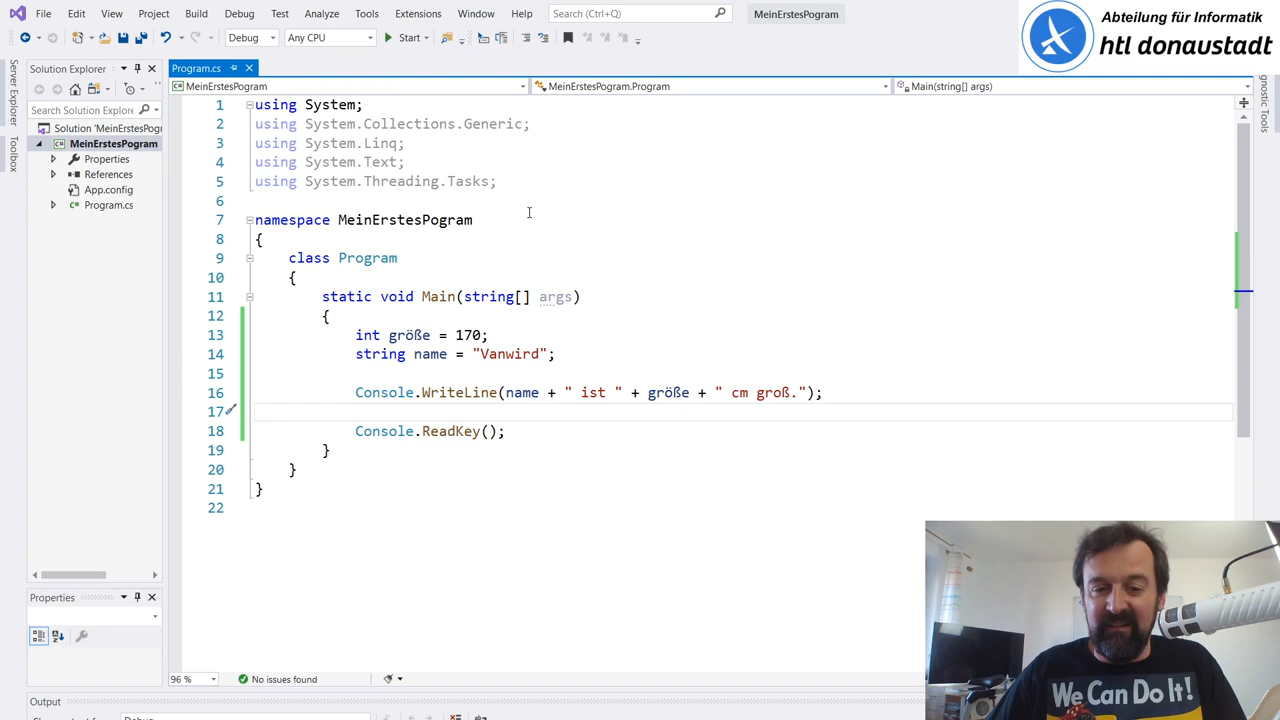 File Edit View Project Build Debug Test Analyze Tools Extensions Window Help Search (Ctrl+Q) MeinErstesPogram
Abteilung für Informatik
htl donaustadt
Debug Any CPU Start
Server Explorer
Toolbox
Solution Explorer
Search Solution Explore
Solution 'MeinErstesPogr
MeinErstesPogram
Properties
References
App.config
Program.cs
Properties
Program.cs
MeinErstesPogram MeinErstesPogram.Program Main(string[] args)
1 using System;
2 using System.Collections.Generic;
3 using System.Linq;
4 using System.Text;
5 using System.Threading.Tasks;
6
7 namespace MeinErstesPogram
8 {
9 class Program
10 {
11 static void Main(string[] args)
12 {
13 int größe = 170;
14 string name = "Vanwird";
15
16 Console.WriteLine(name + " ist " + größe + " cm groß.");
17
18 Console.ReadKey();
19 }
20 }
21 }
22
96 % No issues found
Output
Debug
gnostic Tools
We Can Do It!